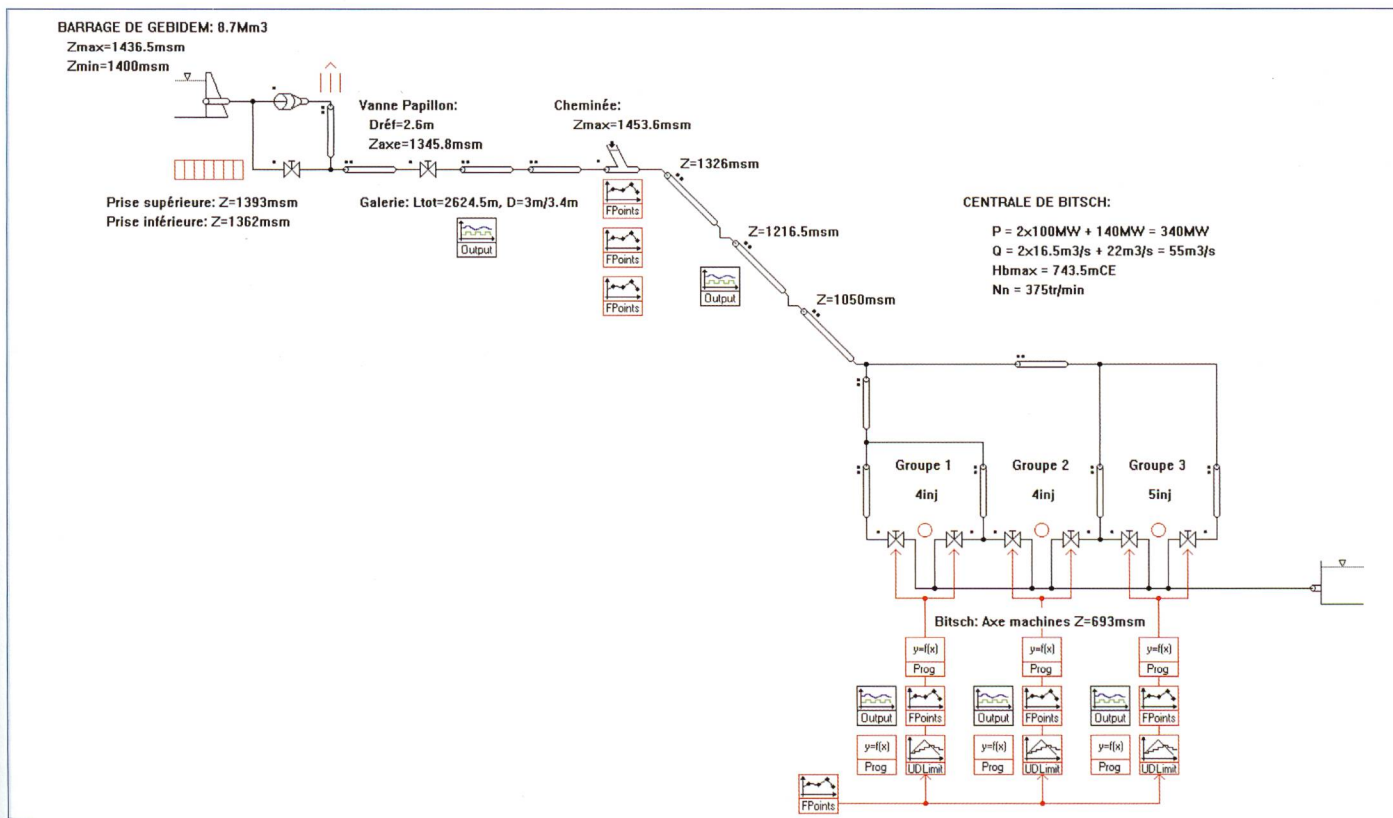 BARRAGE DE GEBIDEM: 8.7Mm3
Zmax=1436.5msm
Zmin=1400msm
Vanne Papillon:
Dréf=2.6m
Zaxe=1345.8msm
Cheminée:
Zmax=1453.6msm
Z=1326msm
Prise supérieure: Z=1393msm
Prise inférieure: Z=1362msm
Galerie: Ltot=2624.5m, D=3m/3.4m
Output
FPoints
FPoints
FPoints
Z=1216.5msm
Output
Z=1050msm
CENTRALE DE BITSCH:
P = 2x100MW + 140MW = 340MW
Q = 2x16.5m3/s + 22m3/s = 55m3/s
Hbmax = 743.5mCE
Nn = 375tr/min
Groupe 1
4inj
Groupe 2
4inj
Groupe 3
5inj
Bitsch: Axe machines Z=693msm
y=f(x)
Prog
y=f(x)
Prog
y=f(x)
Prog
Output
FPoints
Output
FPoints
Output
FPoints
y=f(x)
Prog
UDLimit
y=f(x)
Prog
UDLimit
y=f(x)
Prog
UDLimit
FPoints